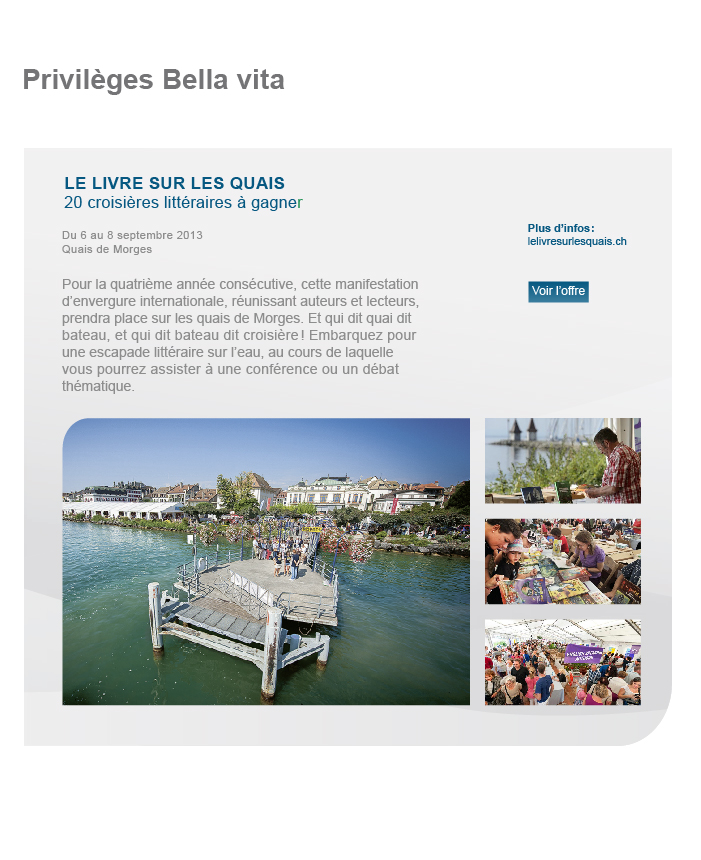 Privilèges Bella vita
LE LIVRE SUR LES QUAIS
20 croisières littéraires à gagner
Du 6 au 8 septembre 2013
Quais de Morges
Pour la quatrième année consécutive, cette manifestation
d'envergure internationale, réunissant auteurs et lecteurs,
prendra place sur les quais de Morges. Et qui dit quai dit
bateau, et qui dit bateau dit croisière ! Embarquez pour
une escapade littéraire sur l'eau, au cours de laquelle
vous pourrez assister à une conférence ou un débat
thématique.
Plus d'infos :
lelivresurlesquais.ch
Voir l'offre